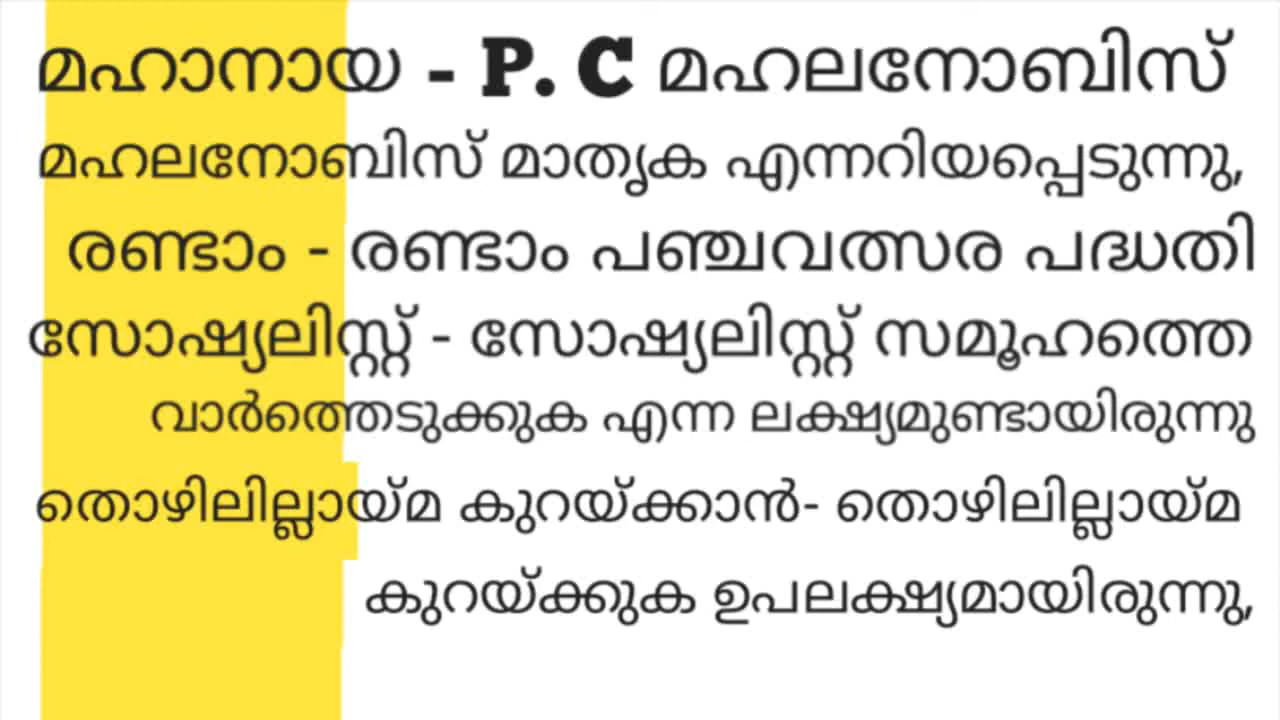 മഹാനായ - P. C മഹലനോബിസ്
മഹലനോബിസ് മാതൃക എന്നറിയപ്പെടുന്നു,
രണ്ടാം - രണ്ടാം പഞ്ചവത്സര പദ്ധതി
സോഷ്യലിസ്റ്റ് - സോഷ്യലിസ്റ്റ് സമൂഹത്തെ
വാർത്തെടുക്കുക എന്ന ലക്ഷ്യമുണ്ടായിരുന്നു
തൊഴിലില്ലായ്മ കുറയ്ക്കാൻ- തൊഴിലില്ലായ്മ
കുറയ്ക്കുക ഉപലക്ഷ്യമായിരുന്നു,